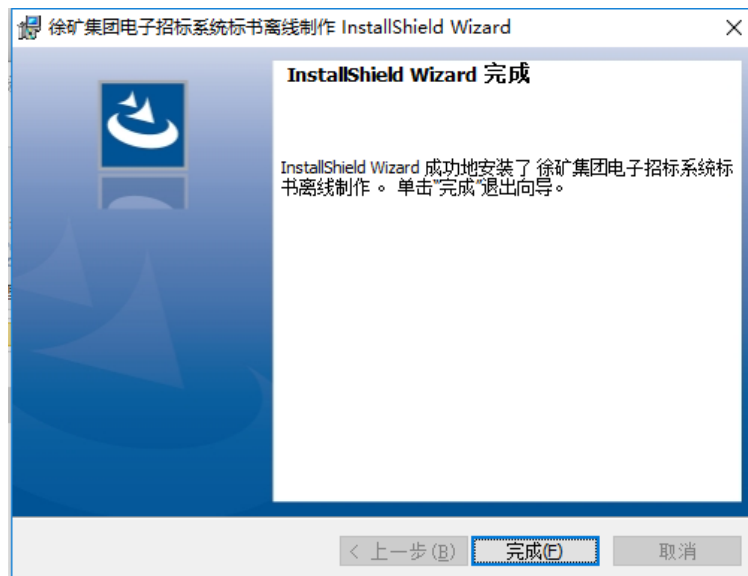 徐矿集团电子招标系统标书离线制作 InstallShield Wizard
InstallShield Wizard 完成
InstallShield Wizard 成功地安装了 徐矿集团电子招标系统标
书离线制作 。 单击"完成"退出向导。
< 上一步(B)
完成(F)
取消